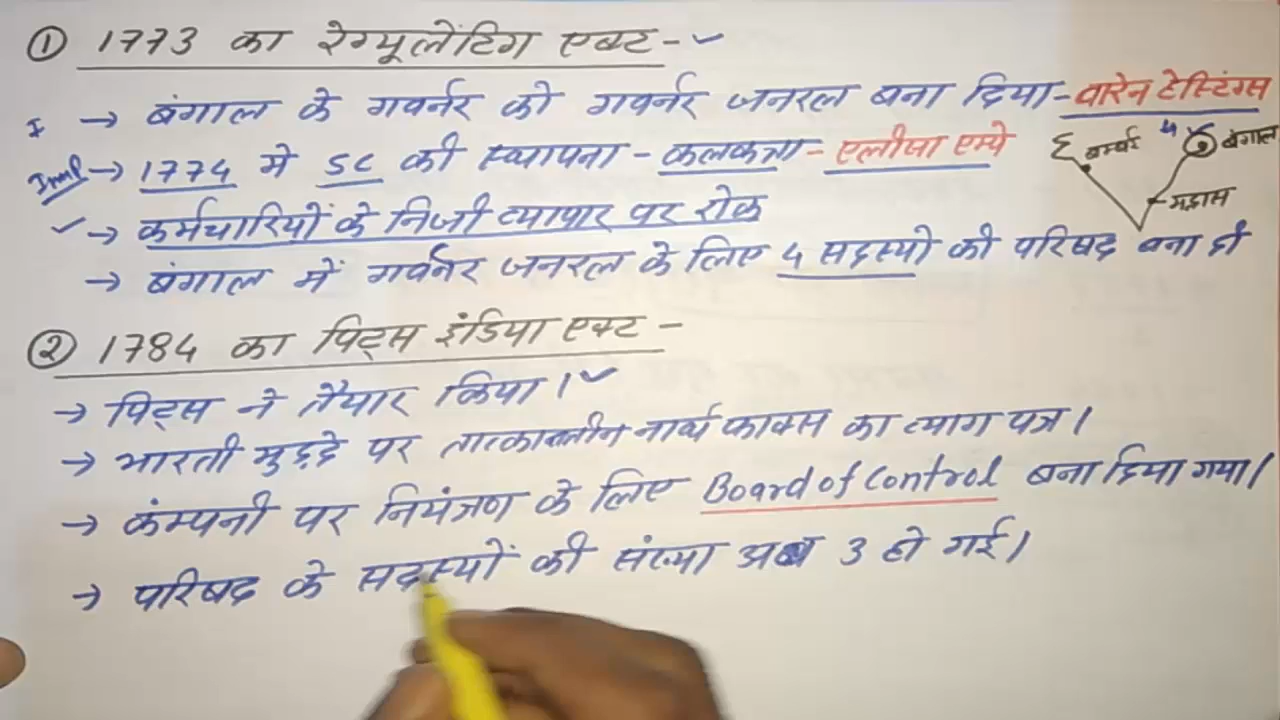 ① 1773 का रेग्यूलेंटिग एक्ट-
→ बंगाल के गवर्नर को गवर्नर जनरल बना दिया-वारेन हेस्टिंग्स
Imp→ 1774 मे SC की स्थापना-कलकत्ता-एलीजा एम्पे
बम्बई 4 बंगाल
→ कर्मचारियों के निजी व्यापार पर रोक
मद्रास
→ बंगाल में गवर्नर जनरल के लिए 4 सदस्यो की परिषद बना दी
② 1784 का पिट्स इंडिया एक्ट-
→ पिट्स ने तैयार किया।
→ भारती मुद्दे पर तात्कालीन नार्थ फाक्स का त्याग पत्र।
→ कंम्पनी पर नियंत्रण के लिए Board of control बना दिया गया।
→ परिषद के सदस्यों की संख्या अब 3 हो गई।